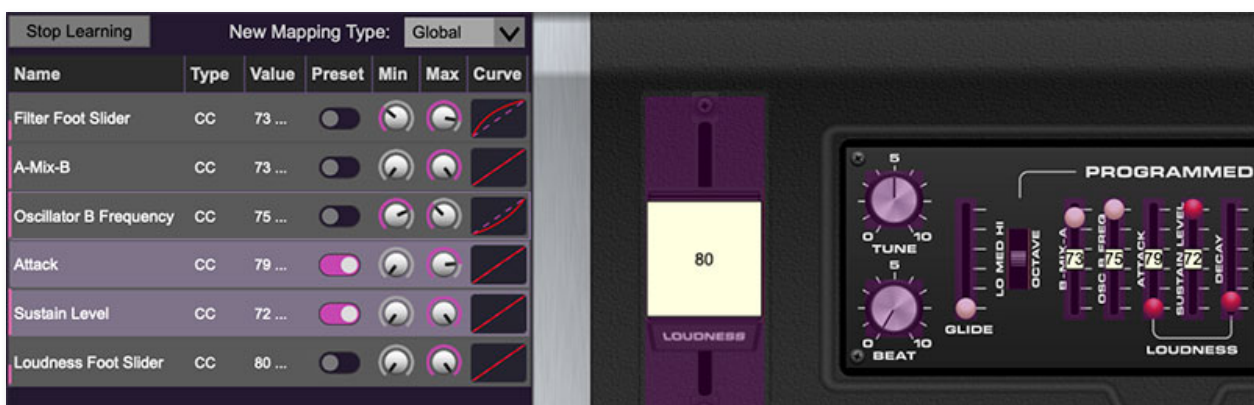 Stop Learning New Mapping Type: Global
Name Type Value Preset Min Max Curve
Filter Foot Slider CC 73 ...
A-Mix-B CC 73 ...
Oscillator B Frequency CC 75 ...
Attack CC 79 ...
Sustain Level CC 72 ...
Loudness Foot Slider CC 80 ...
80
LOUDNESS
5
0 10
TUNE
5
0 10
BEAT
GLIDE
LO MED HI
OCTAVE
PROGRAMMED
B-MIX-A
73
OSC B FREQ
75
ATTACK
79
SUSTAIN LEVEL
72
DECAY
LOUDNESS